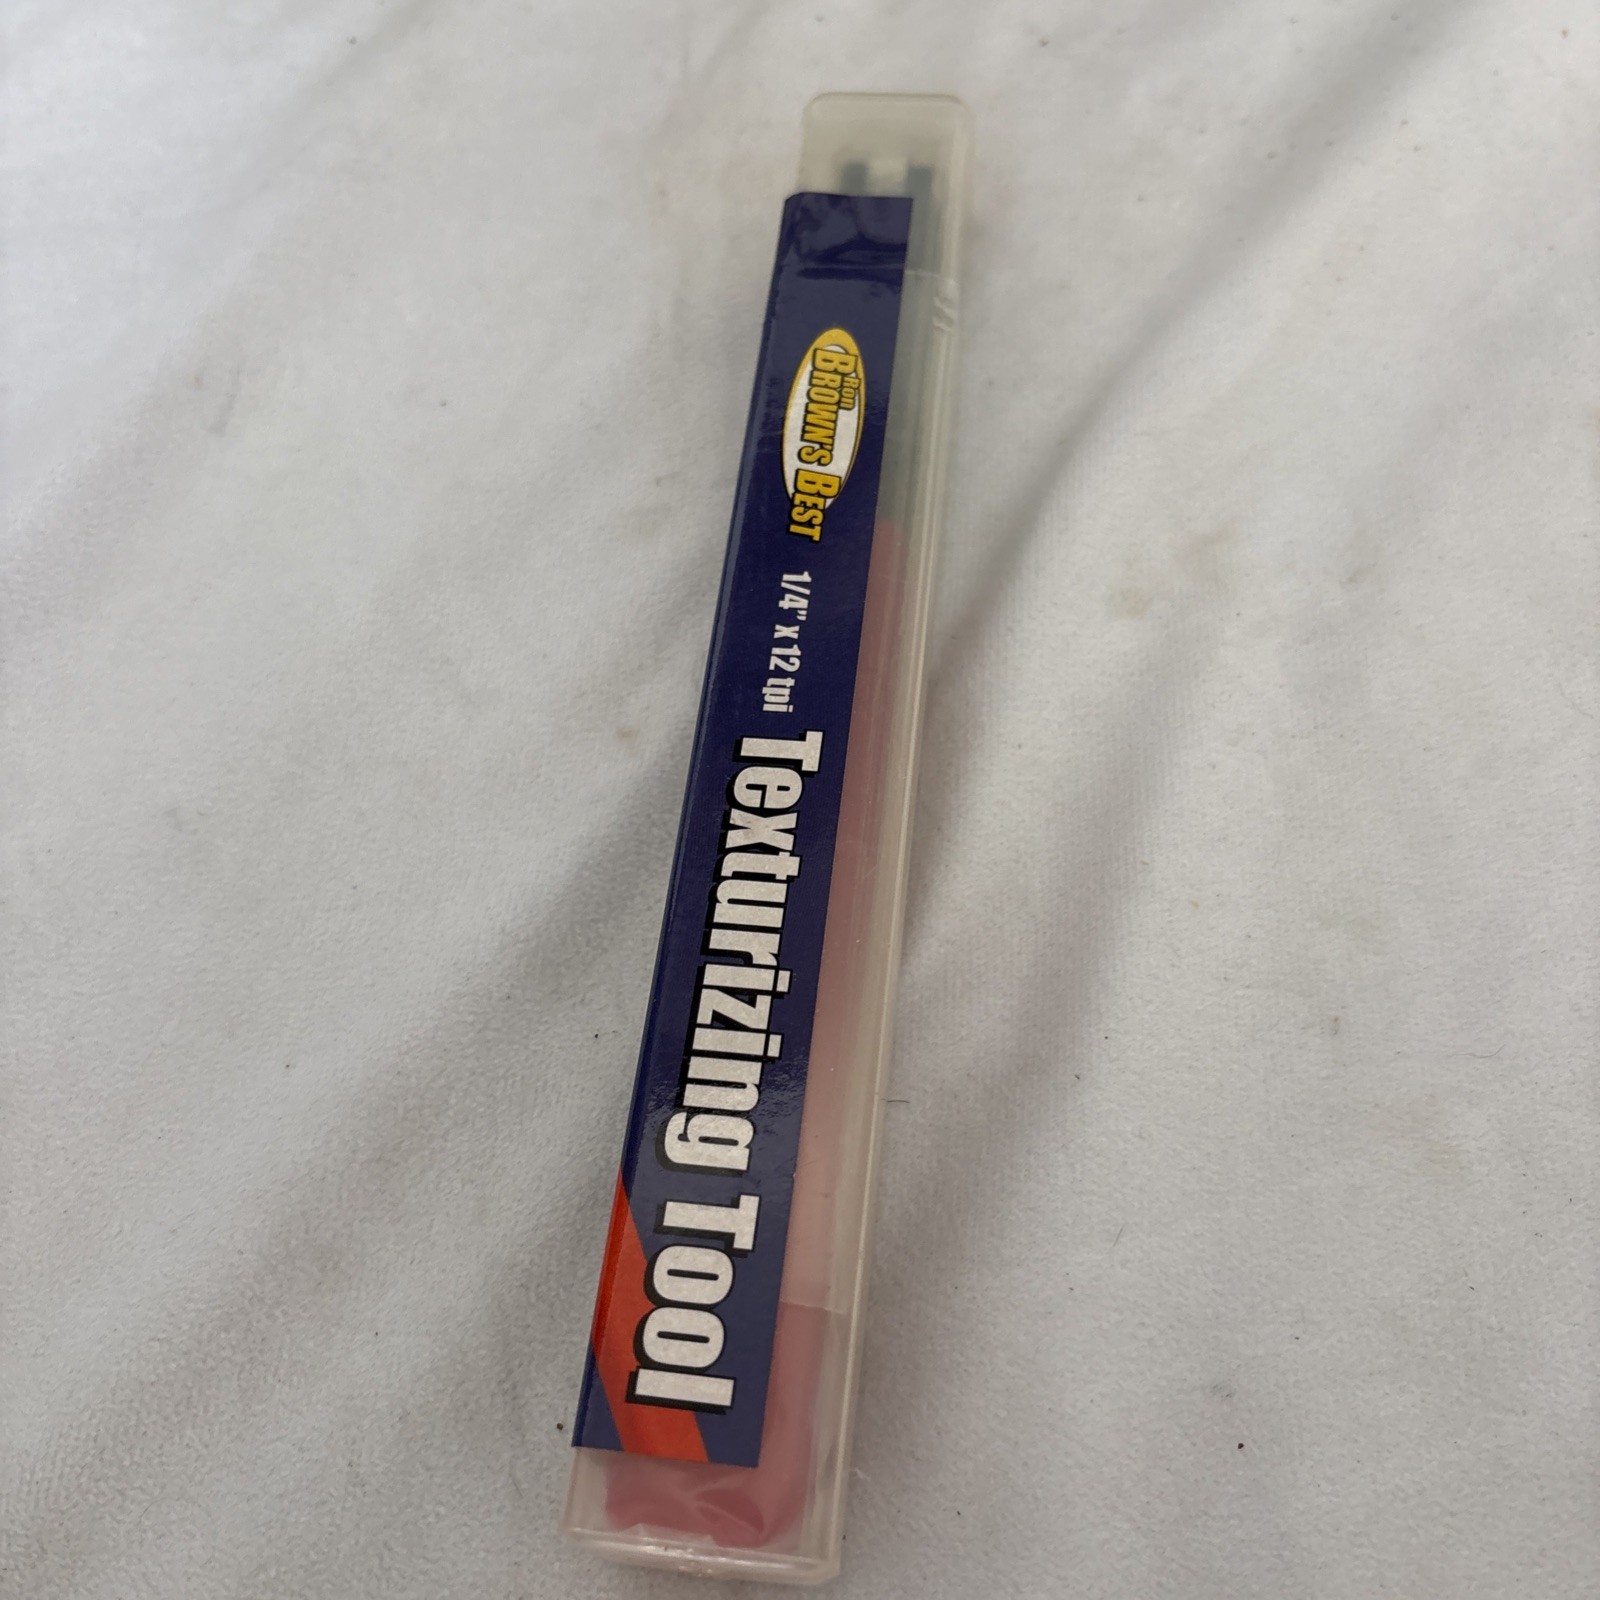 Ron
BROWN'S BEST
1/4" x 12 tpi
Texturizing Tool